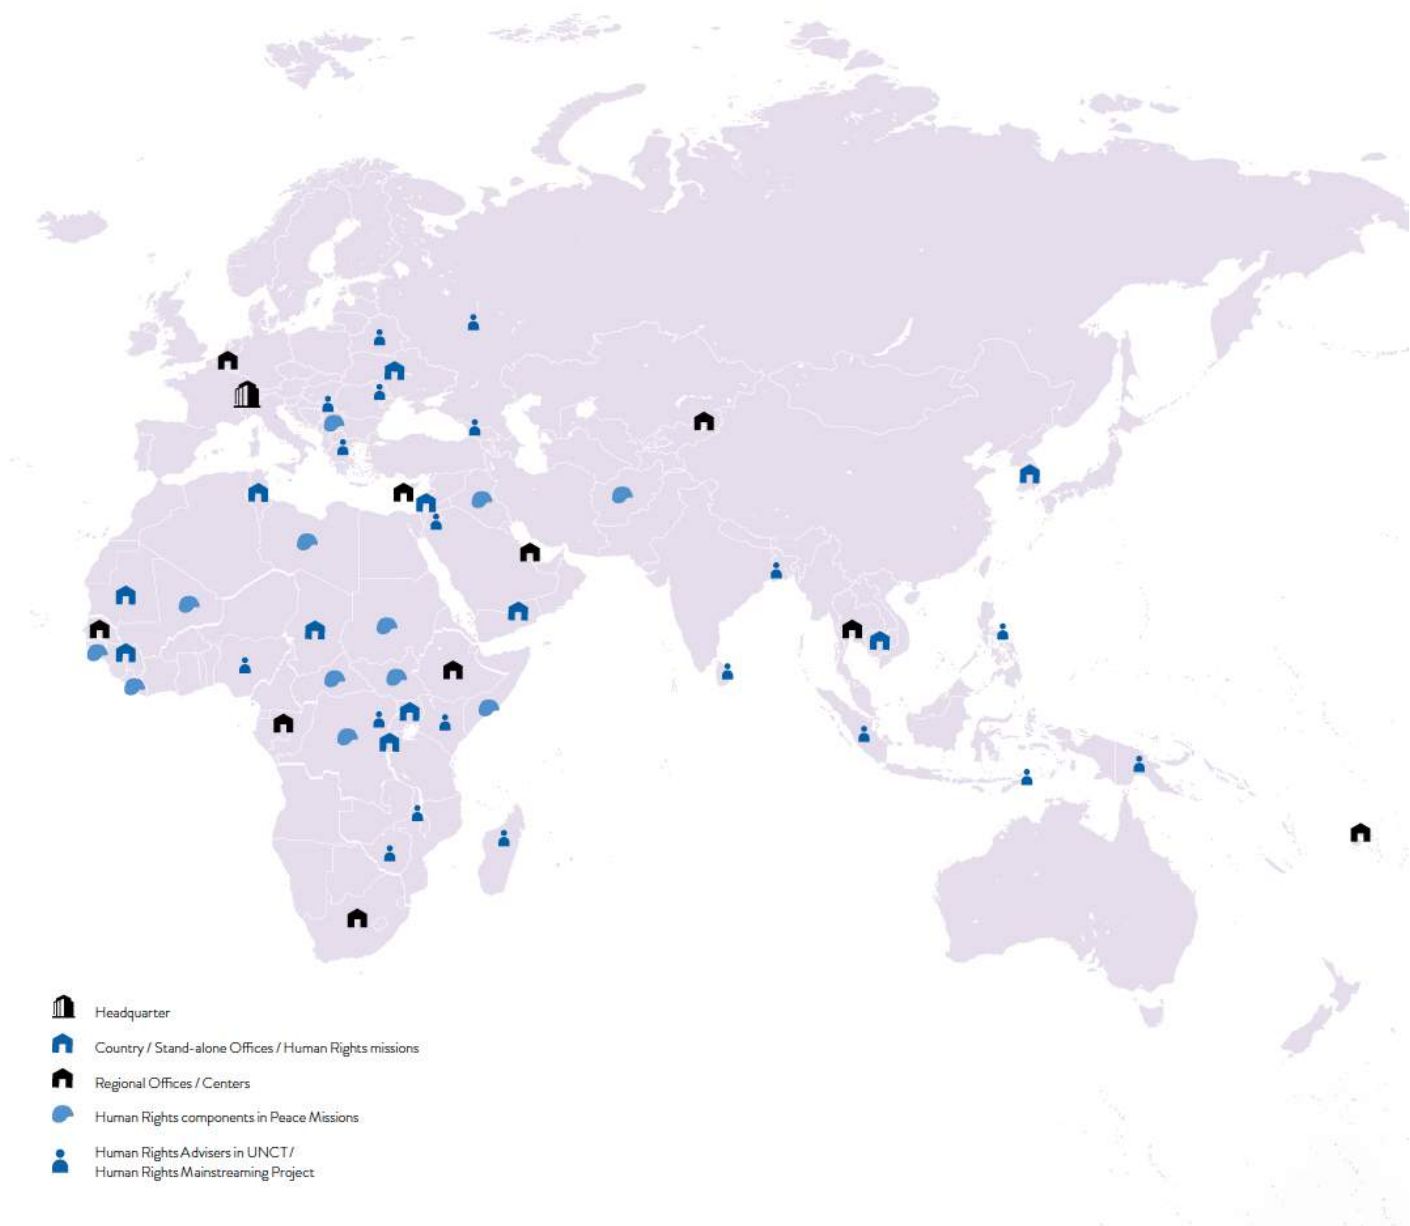 Headquarter
Country / Stand-alone Offices / Human Rights missions
Regional Offices / Centers
Human Rights components in Peace Missions
Human Rights Advisers in UNCT/
Human Rights Mainstreaming Project